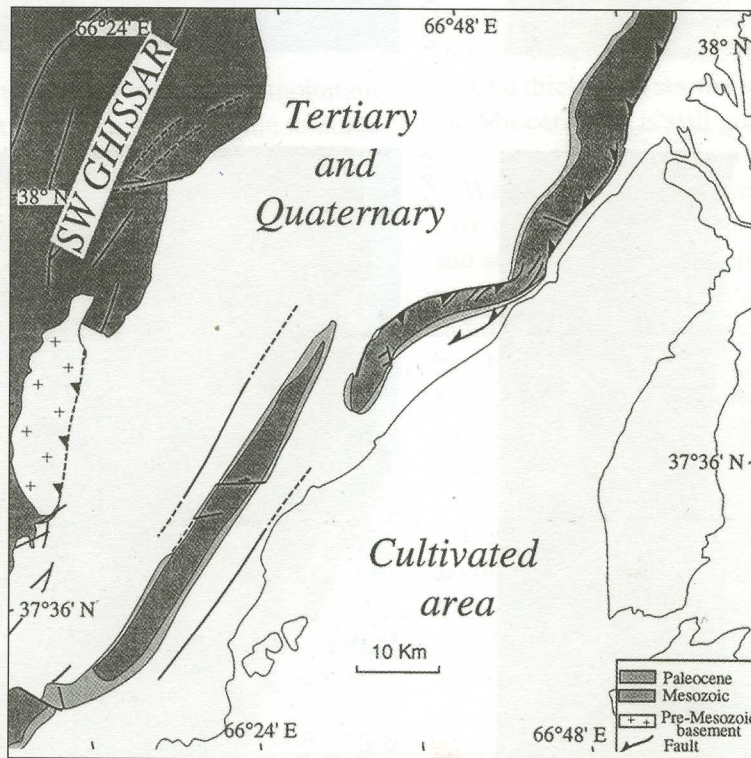 66°24' E
66°48' E
38° N
SW GHISSAR
Tertiary
and
Quaternary
38° N
37°36' N
Cultivated
area
37°36' N
10 Km
Paleocene
Mesozoic
Pre-Mesozoic
basement
Fault
66°24' E
66°48' E